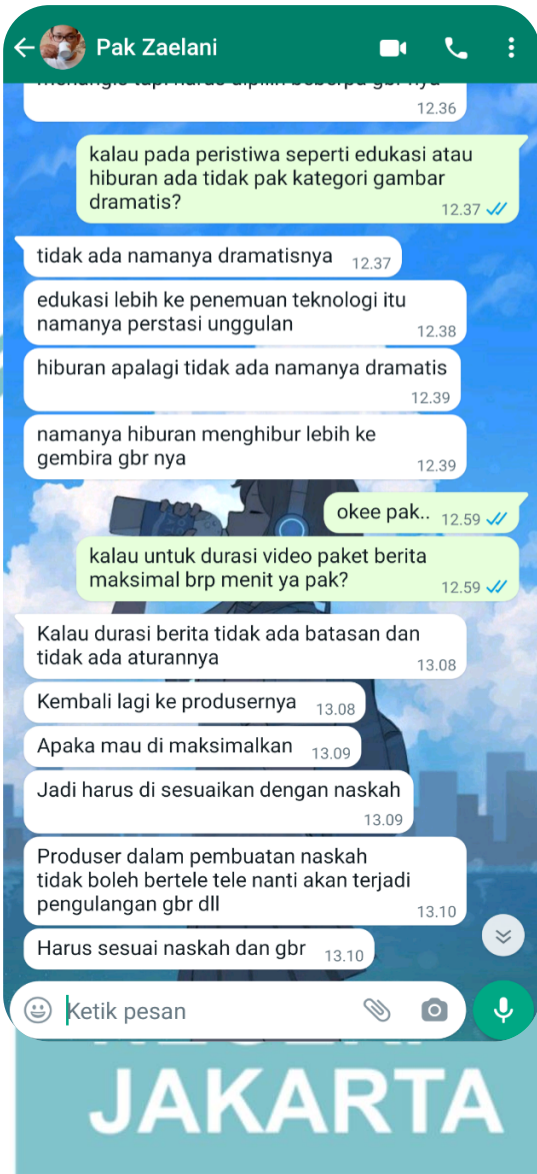 Pak Zaelani
12.36
kalau pada peristiwa seperti edukasi atau
hiburan ada tidak pak kategori gambar
dramatis?
12.37
tidak ada namanya dramatisnya 12.37
edukasi lebih ke penemuan teknologi itu
namanya perstasi unggulan
12.38
hiburan apalagi tidak ada namanya dramatis
12.39
namanya hiburan menghibur lebih ke
gembira gbr nya
12.39
okee pak.. 12.59
kalau untuk durasi video paket berita
maksimal brp menit ya pak?
12.59
Kalau durasi berita tidak ada batasan dan
tidak ada aturannya
13.08
Kembali lagi ke produsernya 13.08
Apaka mau di maksimalkan 13.09
Jadi harus di sesuaikan dengan naskah
13.09
Produser dalam pembuatan naskah
tidak boleh bertele tele nanti akan terjadi
pengulangan gbr dll
13.10
Harus sesuai naskah dan gbr 13.10
Ketik pesan
JAKARTA